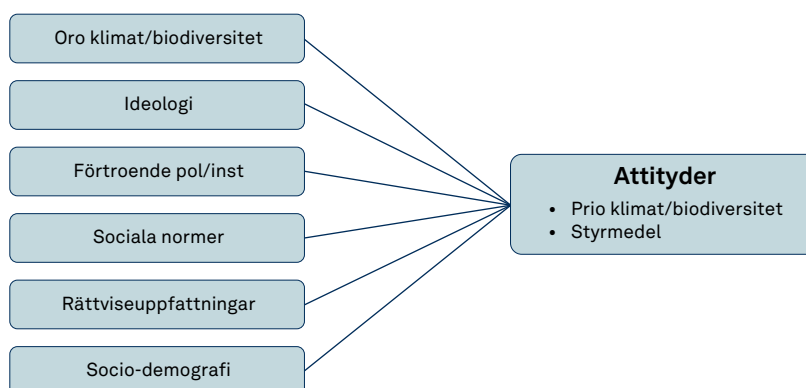 Oro klimat/biodiversitet
Ideologi
Förtroende pol/inst
Sociala normer
Rättviseuppfattningar
Socio-demografi
Attityder
• Prio klimat/biodiversitet
• Styrmedel